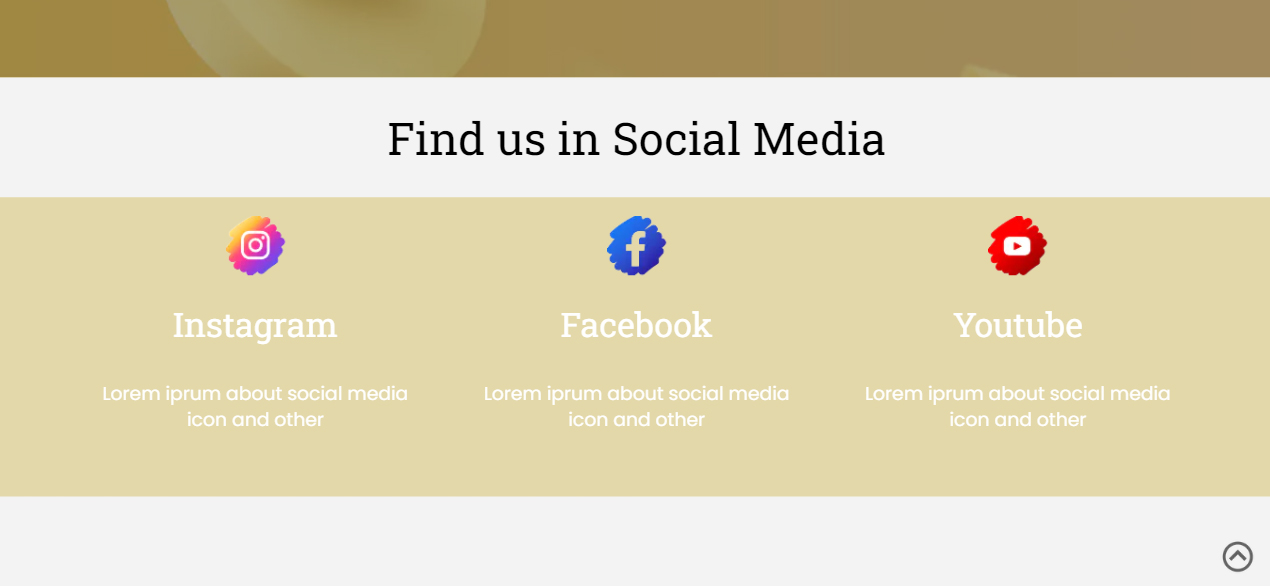 Find us in Social Media
Instagram
Facebook
Youtube
Lorem iprum about social media
icon and other
Lorem iprum about social media
icon and other
Lorem iprum about social media
icon and other